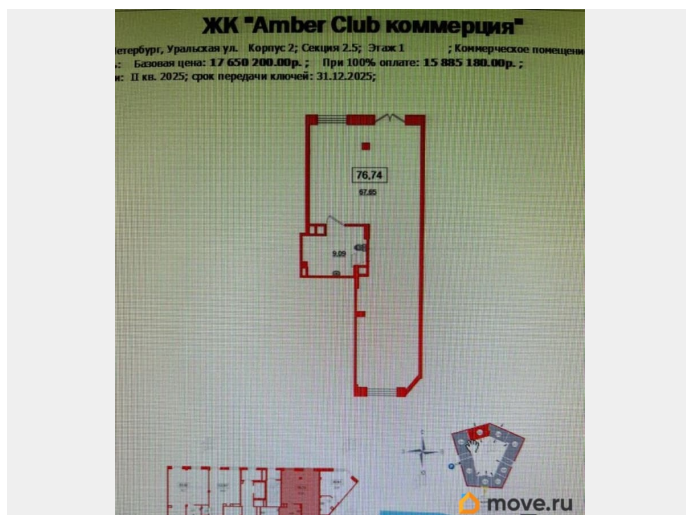 ЖК "Amber Club коммерция"
Петербург, Уральская ул. Корпус 2; Секция 2.5; Этаж 1 ; Коммерческое помещение
ь: Базовая цена: 17 650 200.00р. ; При 100% оплате: 15 885 180.00р. ;
и: II кв. 2025; срок передачи ключей: 31.12.2025;
76,74
67.65
9.09
move.ru